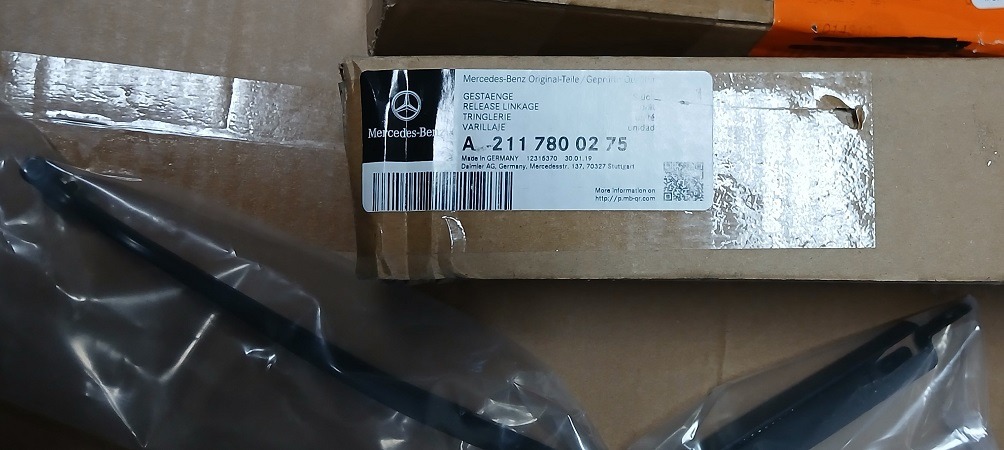 Mercedes-Benz Original-Teile
Mercedes-Benz
GESTAENGE
RELEASE LINKAGE
TRINGLERIE
VARILLAJE unidad
A 211 780 02 75
Made in GERMANY 12316370 30.01.19
Daimler AG, Germany, Mercedesstr. 137, 70327 Stuttgart
More information on
http://p.mb-qr.com